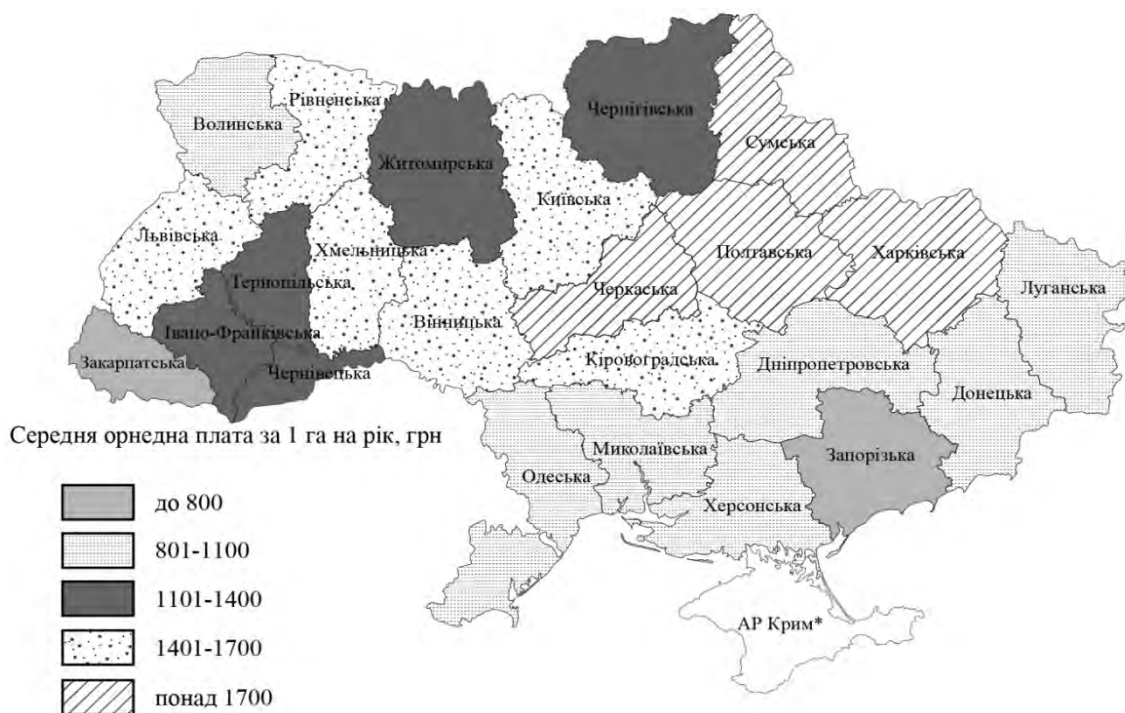 Чернігівська
Рівненська
Волинська
Сумська
Житомирська
Київська
Львівська
Хмельницька
Полтавська
Харківська
Тернопільська
Черкаська
Луганська
Вінницька
Івано-Франківська
Закарпатська
Кіровоградська
Дніпропетровська
Чернівецька
Донецька
Середня орнедна плата за 1 га на рік, грн
Миколаївська
Запорізька
Одеська
Херсонська
до 800
801-1100
1101-1400
АР Крим*
1401-1700
понад 1700